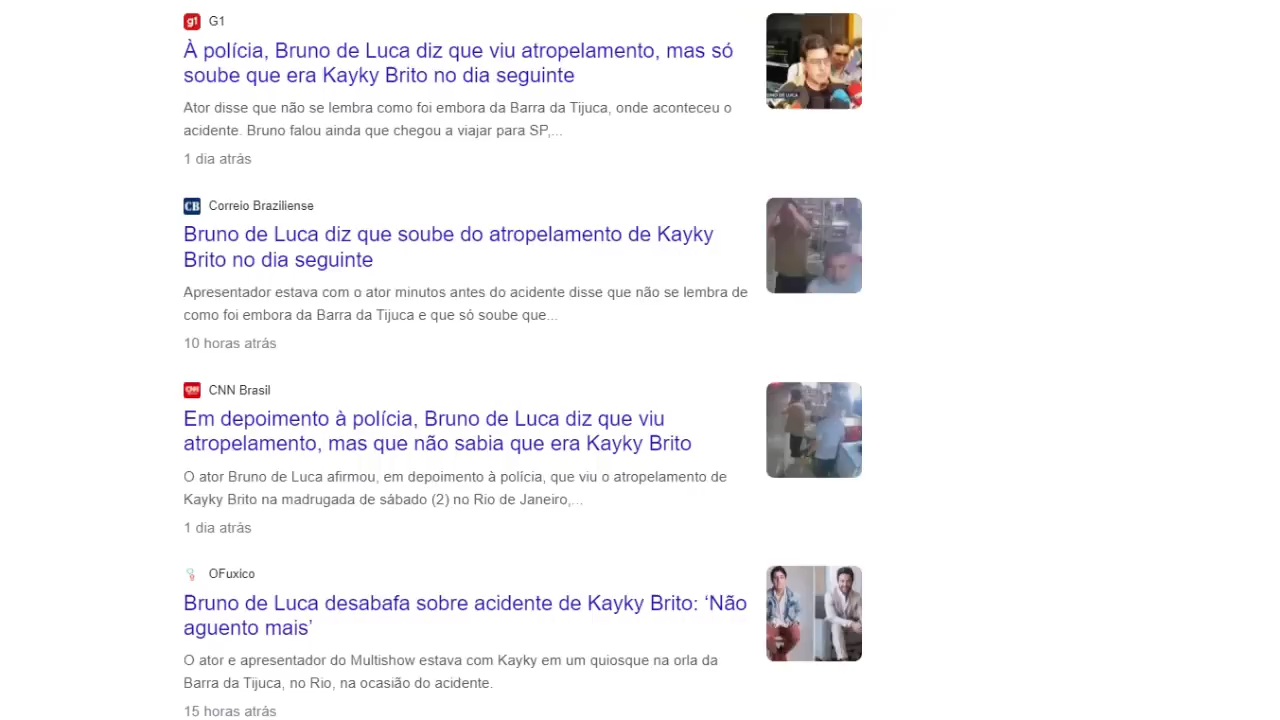 G1
À polícia, Bruno de Luca diz que viu atropelamento, mas só
soube que era Kayky Brito no dia seguinte
Ator disse que não se lembra como foi embora da Barra da Tijuca, onde aconteceu o
acidente. Bruno falou ainda que chegou a viajar para SP,...
1 dia atrás
CB Correio Braziliense
Bruno de Luca diz que soube do atropelamento de Kayky
Brito no dia seguinte
Apresentador estava com o ator minutos antes do acidente disse que não se lembra de
como foi embora da Barra da Tijuca e que só soube que...
10 horas atrás
CNN CNN Brasil
Em depoimento à polícia, Bruno de Luca diz que viu
atropelamento, mas que não sabia que era Kayky Brito
O ator Bruno de Luca afirmou, em depoimento à polícia, que viu o atropelamento de
Kayky Brito na madrugada de sábado (2) no Rio de Janeiro,...
1 dia atrás
OFuxico
Bruno de Luca desabafa sobre acidente de Kayky Brito: ‘Não
aguento mais’
O ator e apresentador do Multishow estava com Kayky em um quiosque na orla da
Barra da Tijuca, no Rio, na ocasião do acidente.
15 horas atrás